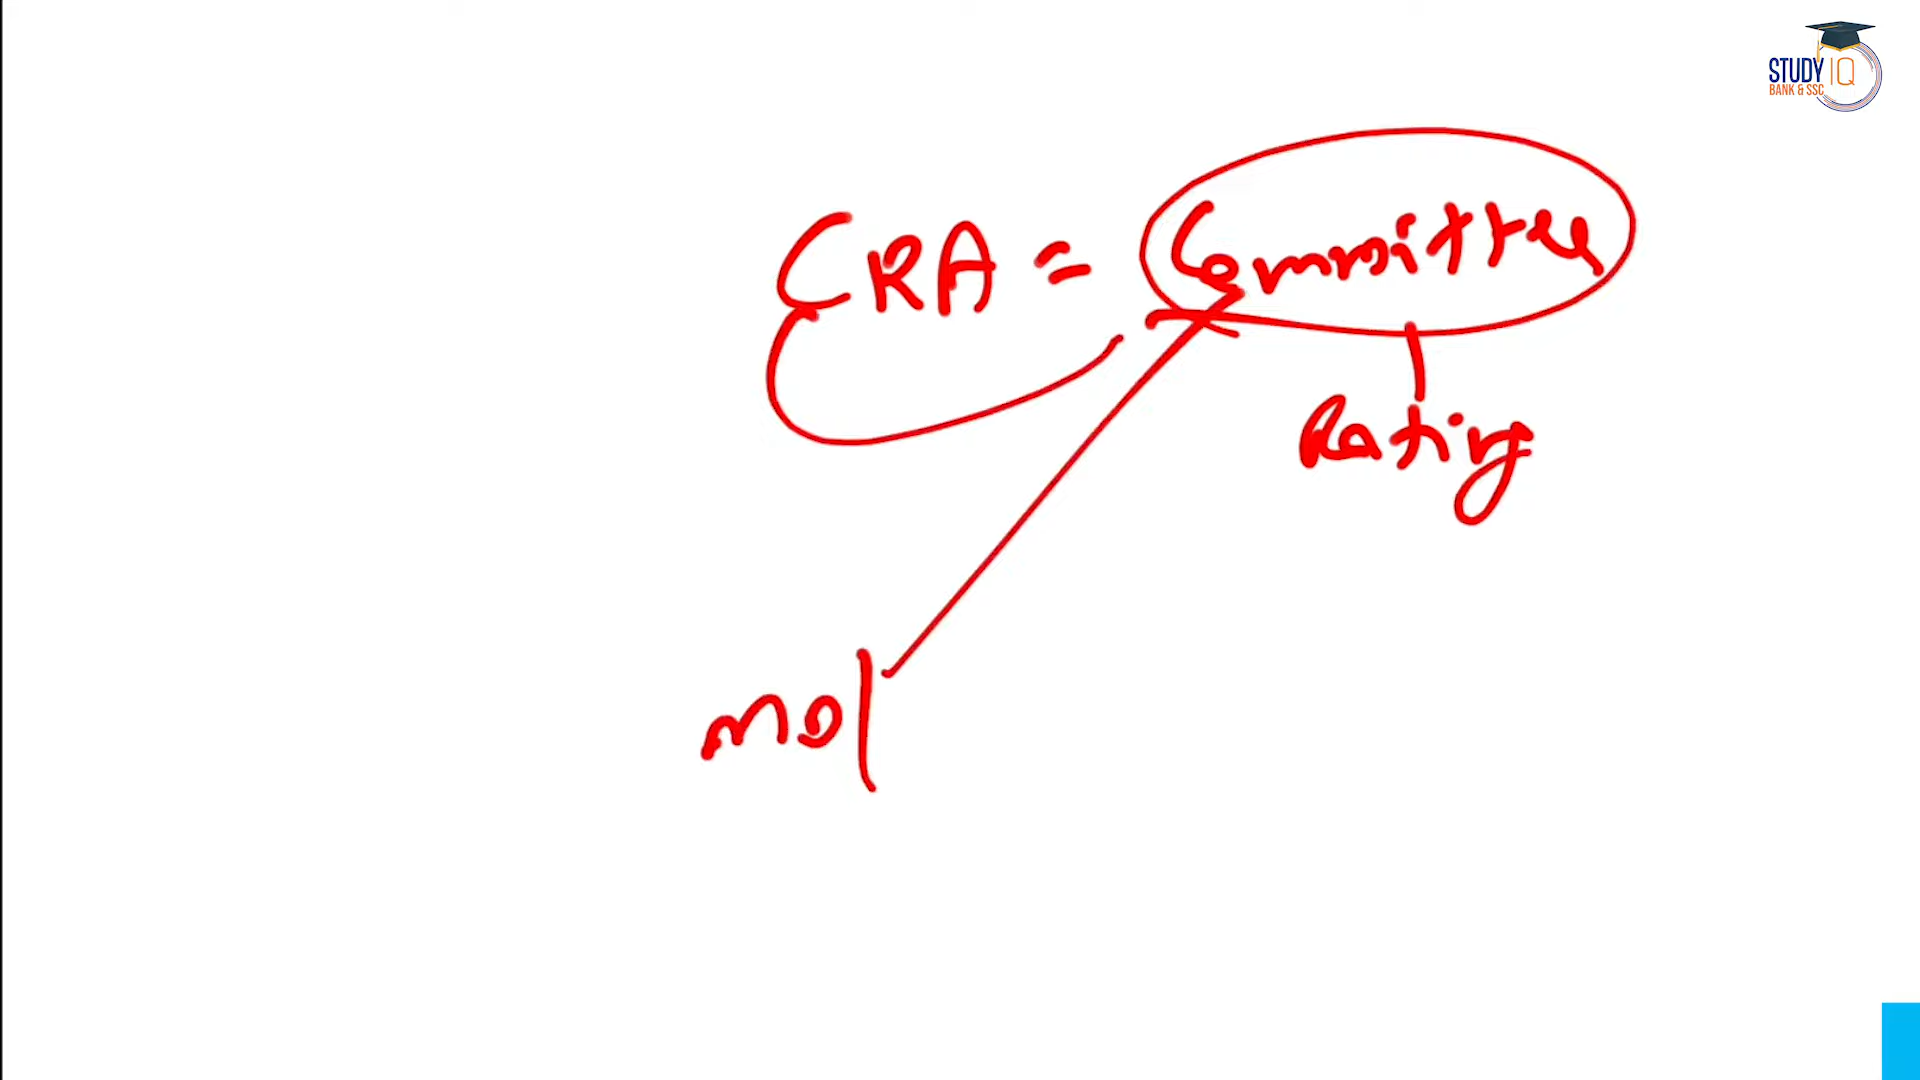 STUDY IQ
BANK & SSC
CRA = Committee
Rating
MD